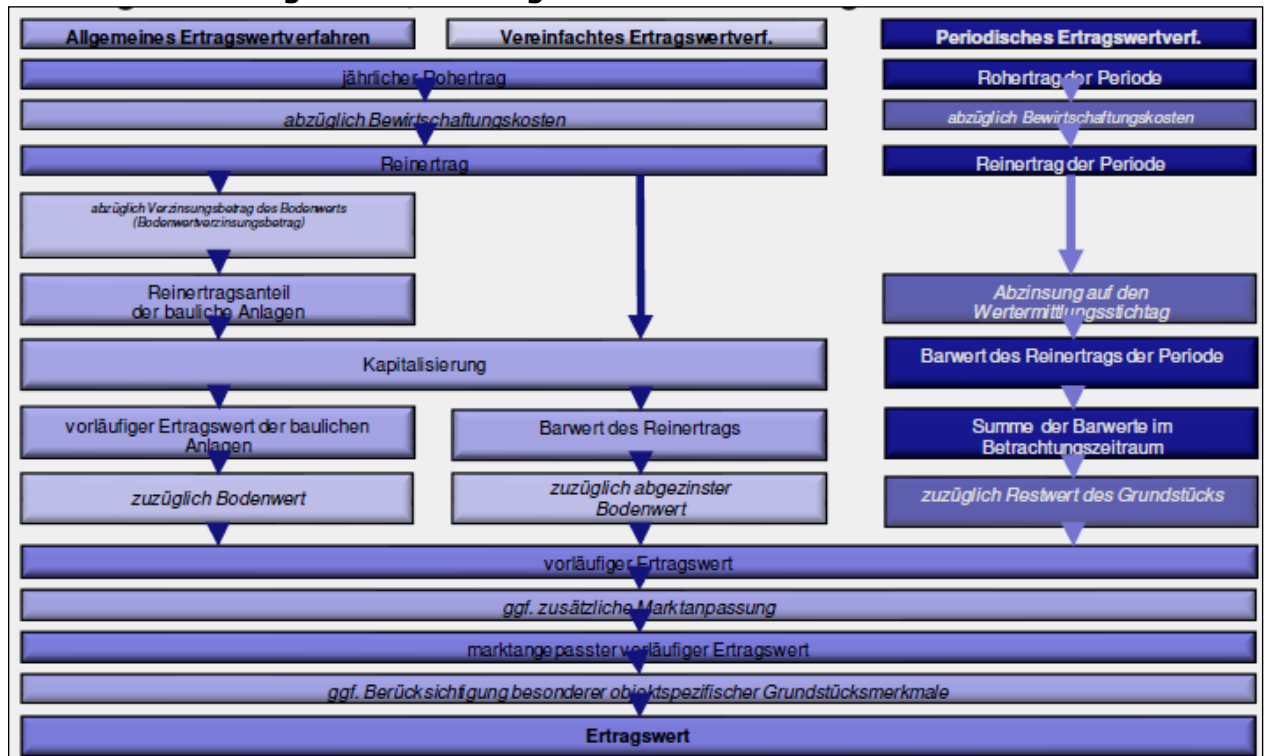 Allgemeines Ertragswertverfahren
Vereinfachtes Ertragswertverf.
Periodisches Ertragswertverf.
jährlicher Rohertrag
Rohertrag der Periode
abzüglich Bewirtschaftungskosten
abzüglich Bewirtschaftungskosten
Reinertrag
Reinertrag der Periode
abzüglich Verzinsungsbetrag des Bodenwerts
(Bodenwertverzinsungsbetrag)
Reinertragsanteil
der bauliche Anlagen
Abzinsung auf den
Wertermittlungsstichtag
Kapitalisierung
Barwert des Reinertrags der Periode
vorläufiger Ertragswert der baulichen
Anlagen
Barwert des Reinertrags
Summe der Barwerte im
Betrachtungszeitraum
zuzüglich Bodenwert
zuzüglich abgezinster
Bodenwert
zuzüglich Restwert des Grundstücks
vorläufiger Ertragswert
ggf. zusätzliche Marktanpassung
marktangepasster vorläufiger Ertragswert
ggf. Berücksichtigung besonderer objektspezifischer Grundstücksmerkmale
Ertragswert